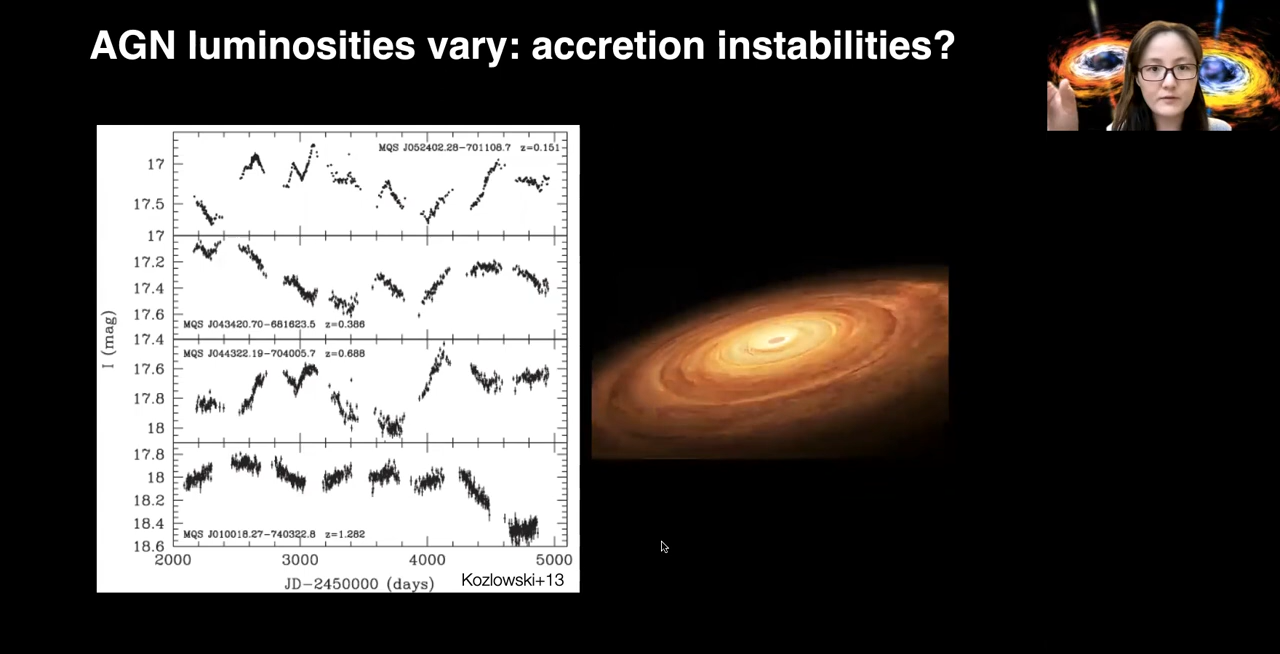 AGN luminosities vary: accretion instabilities?
MQS J052402.28-701108.7 z=0.151
17
17.5
17
17.2
17.4
17.6
MQS J043420.70-681623.5 z=0.386
17.4
MQS J044322.19-704005.7 z=0.688
17.6
17.8
18
17.8
18
18.2
18.4
MQS J010018.27-740322.8 z=1.282
18.6
I (mag)
2000 3000 4000 5000
JD-2450000 (days)
Kozlowski+13